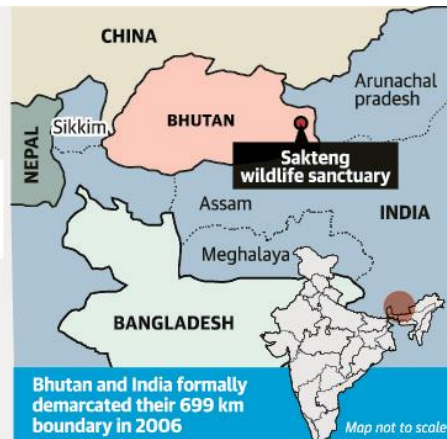 CHINA
Arunachal
pradesh
Sikkim
BHUTAN
NEPAL
Sakteng
wildlife sanctuary
Assam
INDIA
Meghalaya
BANGLADESH
Bhutan and India formally
demarcated their 699 km
boundary in 2006
Map not to scale